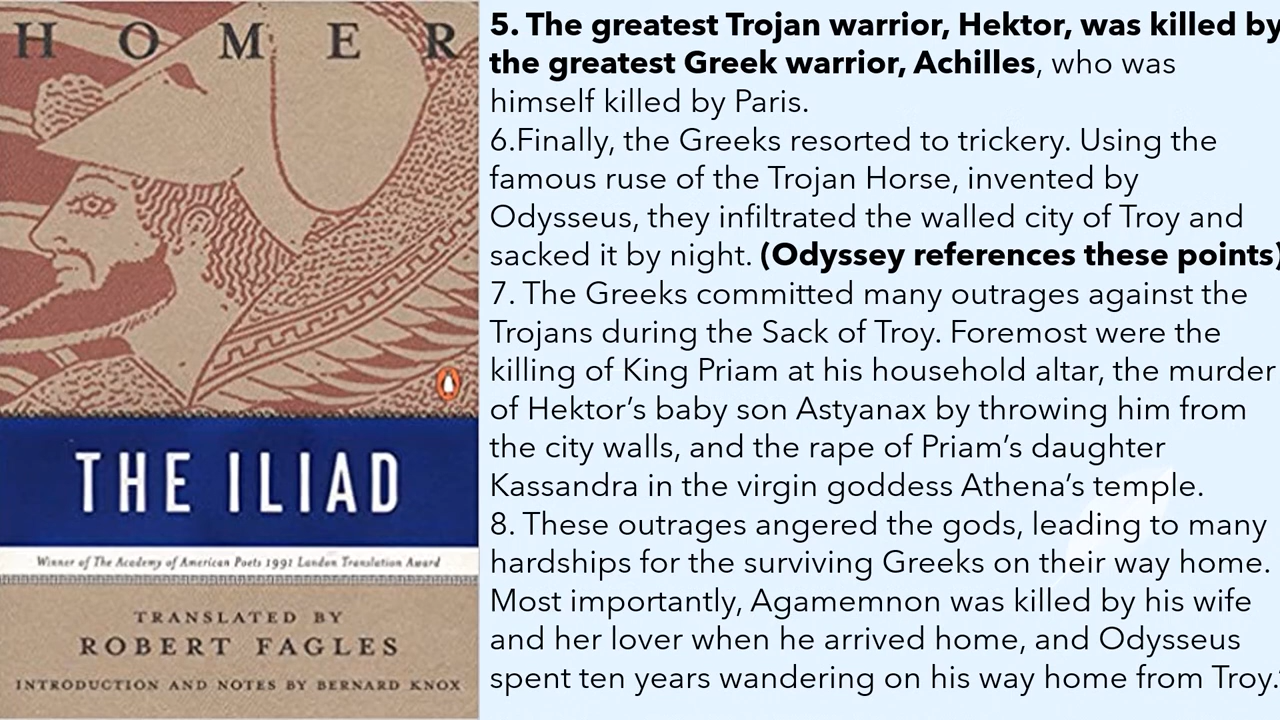 HOMER
THE ILIAD
Winner of The Academy of American Poets 1991 Landon Translation Award
TRANSLATED BY
ROBERT FAGLES
INTRODUCTION AND NOTES BY BERNARD KNOX
5. The greatest Trojan warrior, Hektor, was killed by
the greatest Greek warrior, Achilles, who was
himself killed by Paris.
6.Finally, the Greeks resorted to trickery. Using the
famous ruse of the Trojan Horse, invented by
Odysseus, they infiltrated the walled city of Troy and
sacked it by night. (Odyssey references these points)
7. The Greeks committed many outrages against the
Trojans during the Sack of Troy. Foremost were the
killing of King Priam at his household altar, the murder
of Hektor’s baby son Astyanax by throwing him from
the city walls, and the rape of Priam’s daughter
Kassandra in the virgin goddess Athena’s temple.
8. These outrages angered the gods, leading to many
hardships for the surviving Greeks on their way home.
Most importantly, Agamemnon was killed by his wife
and her lover when he arrived home, and Odysseus
spent ten years wandering on his way home from Troy.